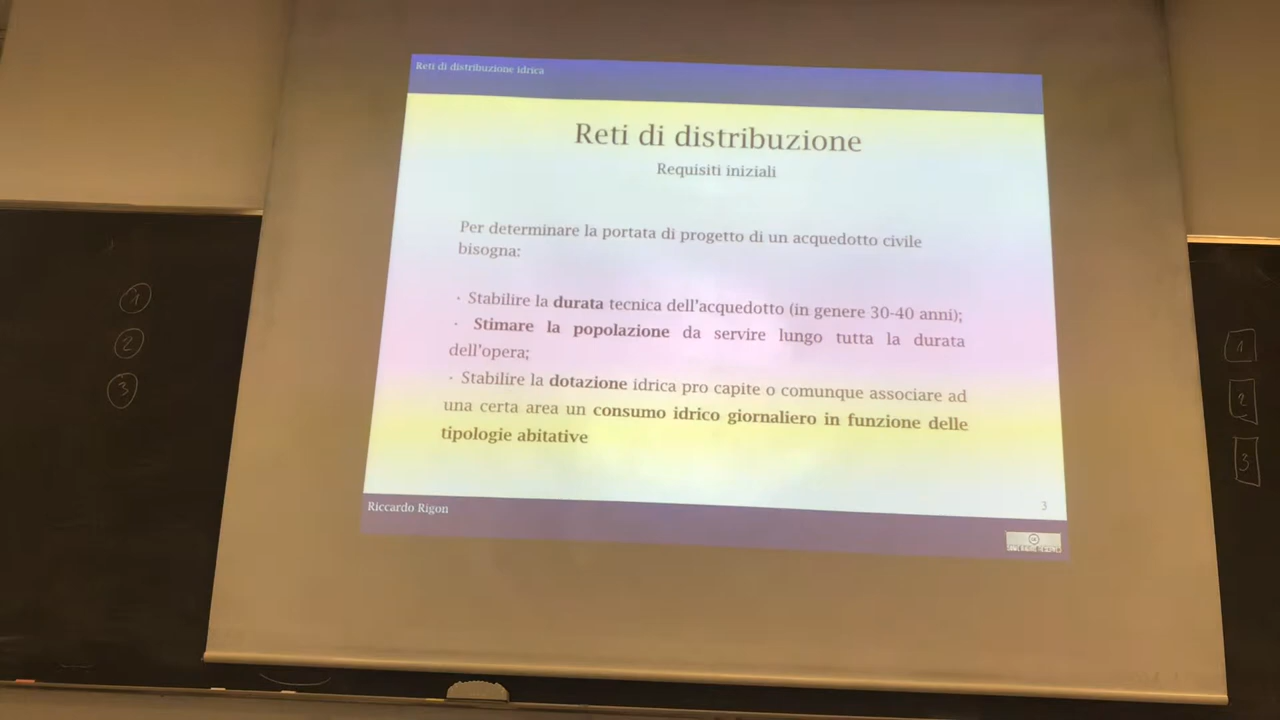 Reti di distribuzione idrica
Reti di distribuzione
Requisiti iniziali
Per determinare la portata di progetto di un acquedotto civile
bisogna:
· Stabilire la durata tecnica dell'acquedotto (in genere 30-40 anni);
· Stimare la popolazione da servire lungo tutta la durata
dell'opera;
· Stabilire la dotazione idrica pro capite o comunque associare ad
una certa area un consumo idrico giornaliero in funzione delle
tipologie abitative
Riccardo Rigon
3
1
2
3
1
2
3